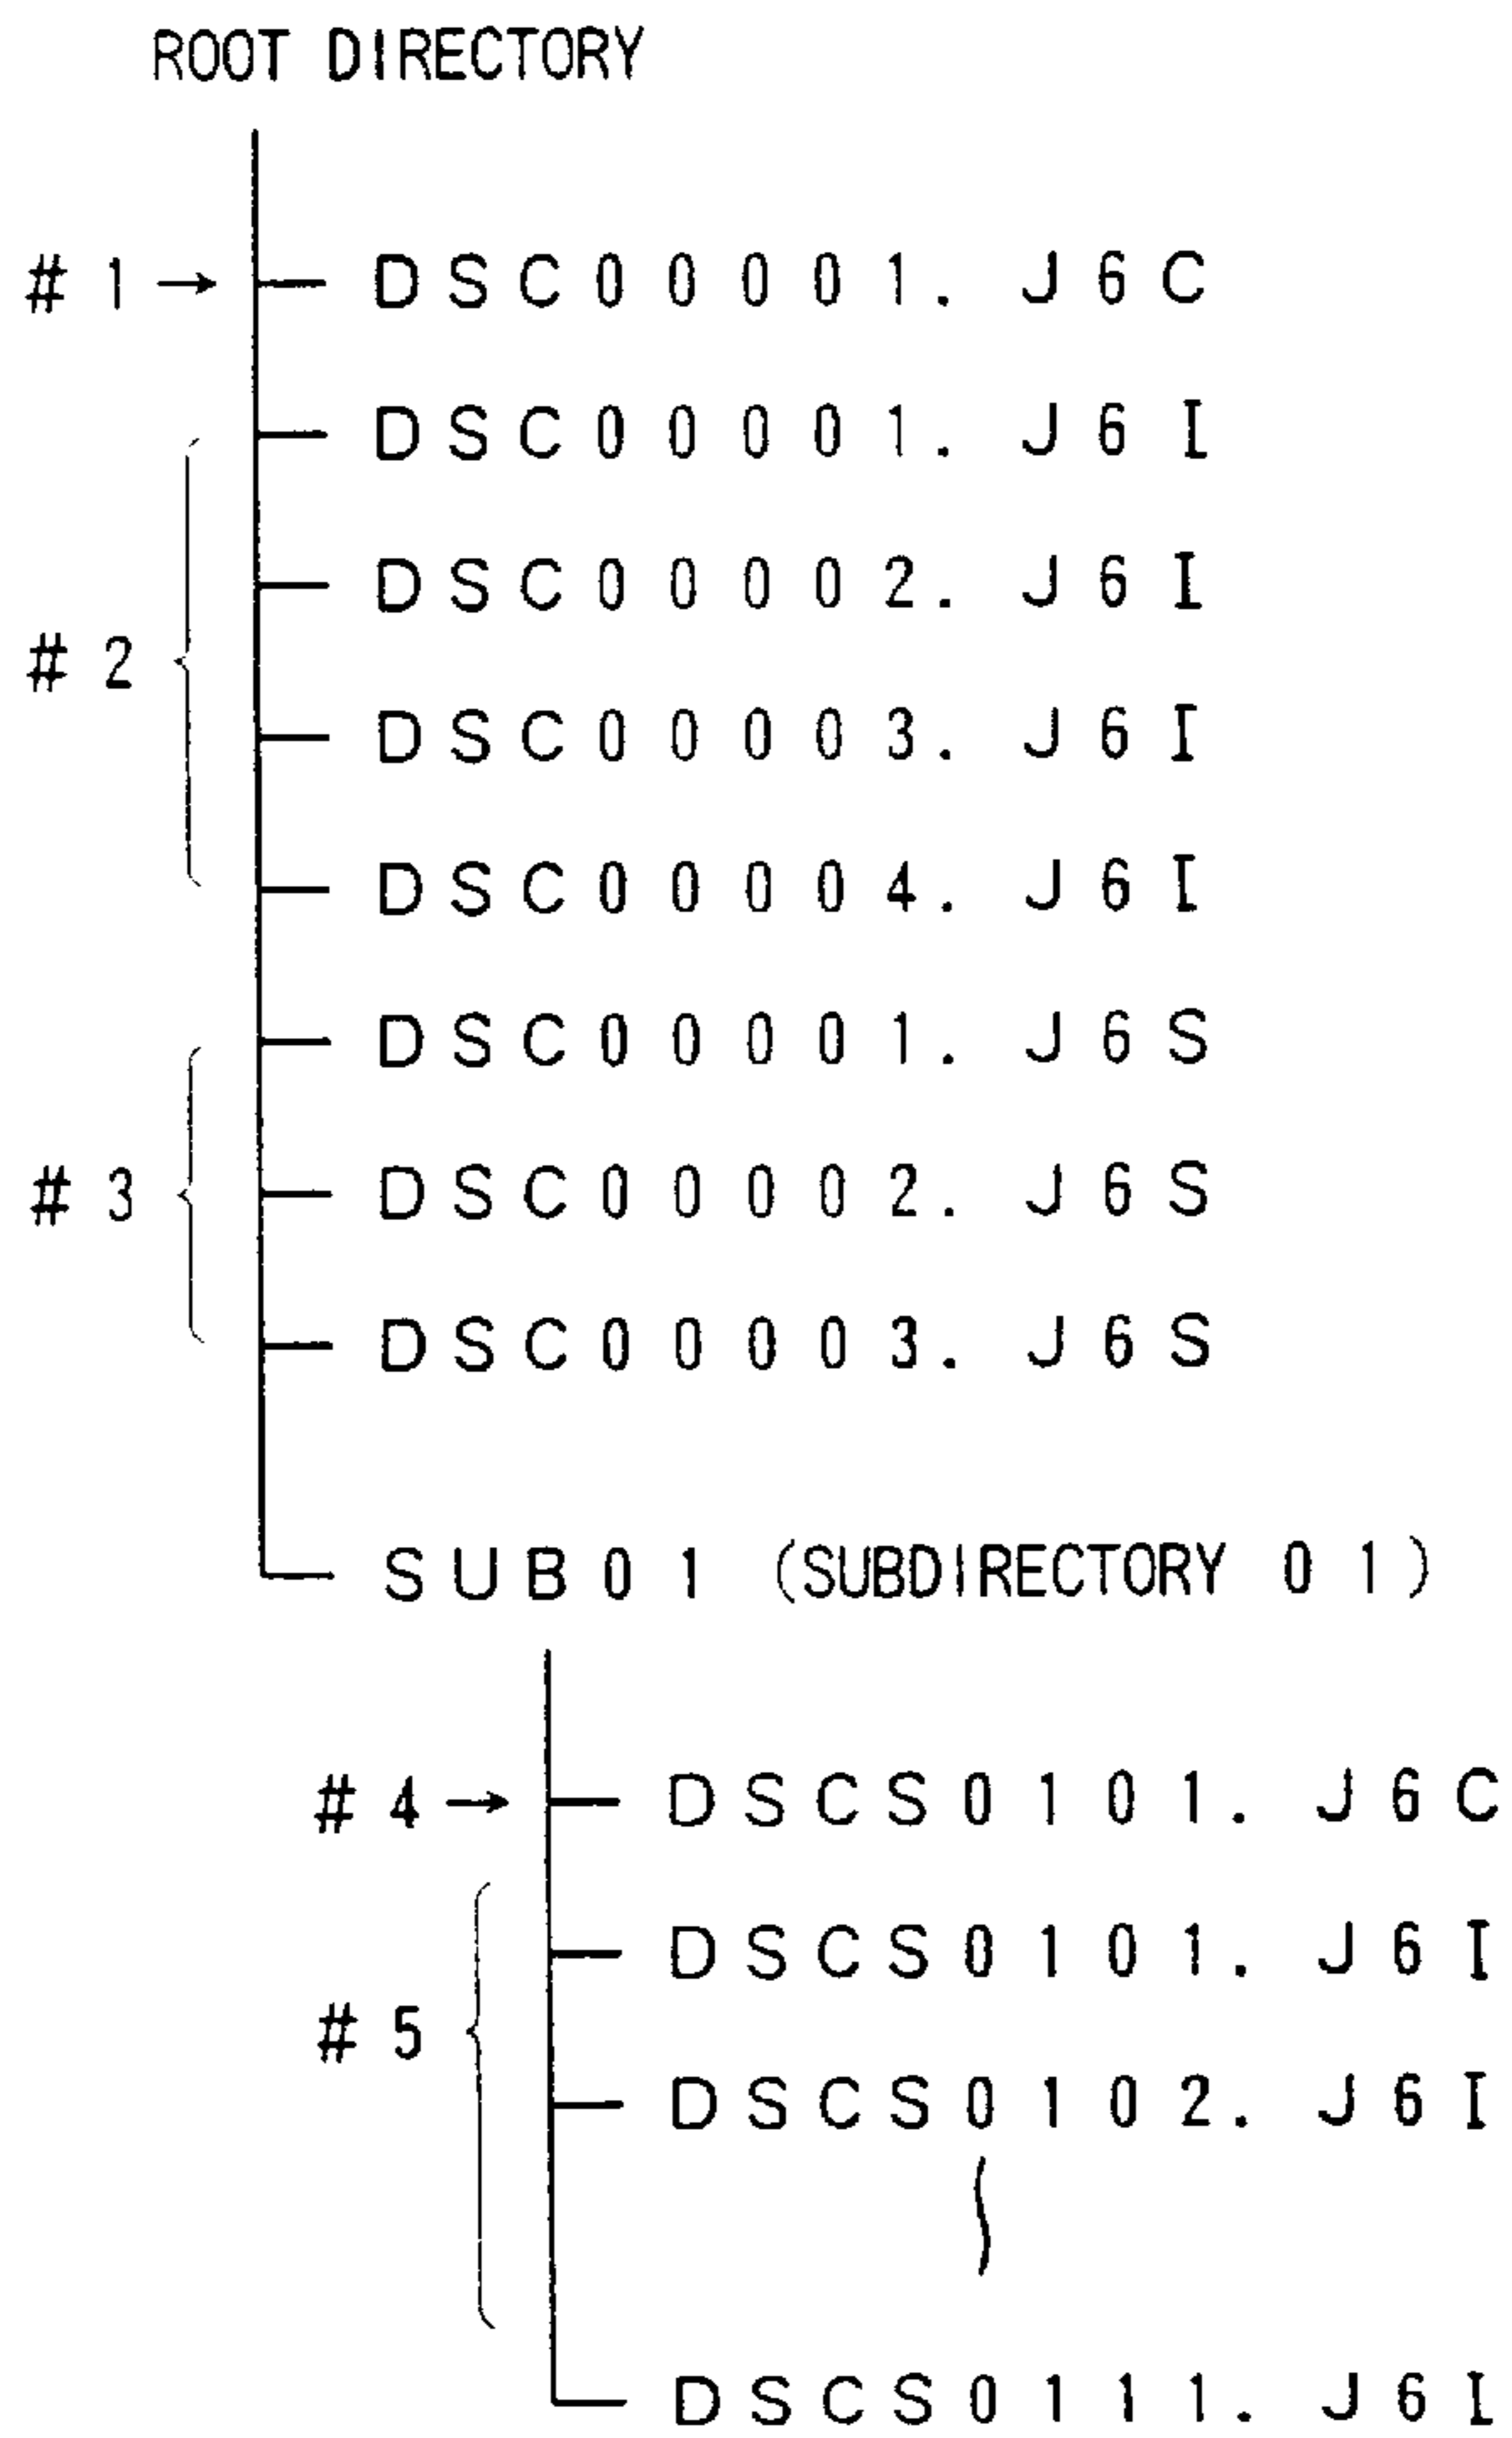 ROOT DIRECTORY
#1 → DSC00001.J6C
DSC00001.J6I
DSC00002.J6I
#2
DSC00003.J6I
DSC00004.J6I
DSC00001.J6S
#3 DSC00002.J6S
DSC00003.J6S
SUB01 (SUBDIRECTORY 01)
#4 → DSCS0101.J6C
DSCS0101.J6I
#5
DSCS0102.J6I
DSCS0111.J6I